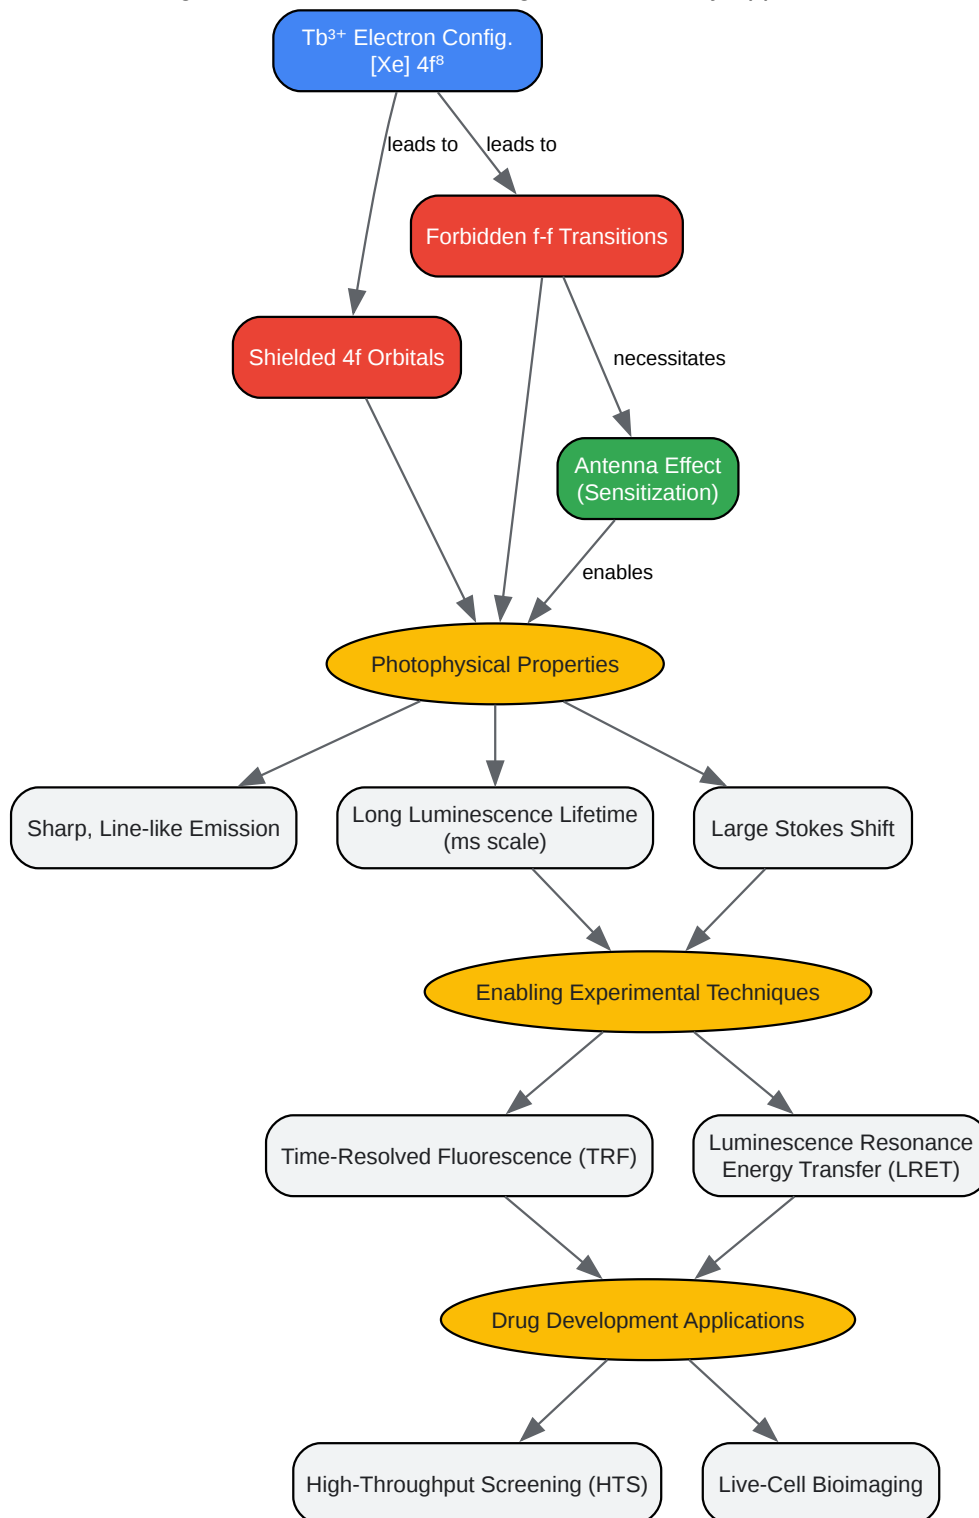 Tb³⁺ Electron Config.
[Xe] 4f⁸
leads to
leads to
Forbidden f-f Transitions
Shielded 4f Orbitals
necessitates
Antenna Effect
(Sensitization)
enables
Photophysical Properties
Sharp, Line-like Emission
Long Luminescence Lifetime
(ms scale)
Large Stokes Shift
Enabling Experimental Techniques
Time-Resolved Fluorescence (TRF)
Luminescence Resonance
Energy Transfer (LRET)
Drug Development Applications
High-Throughput Screening (HTS)
Live-Cell Bioimaging